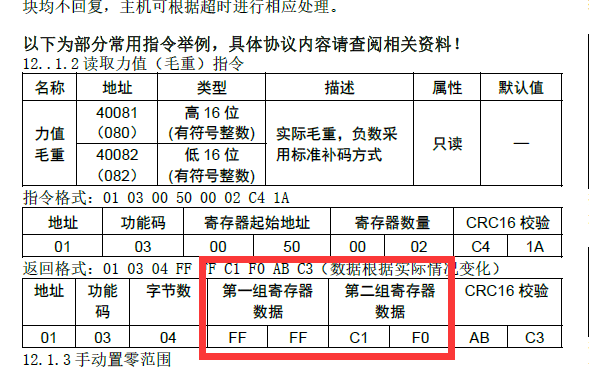 块均不回复，主机可根据超时进行相应处理。
以下为部分常用指令举例，具体协议内容请查阅相关资料！
12..1.2 读取力值（毛重）指令
名称 地址 类型 描述 属性 默认值
力值毛重 40081（080） 高 16 位(有符号整数) 实际毛重，负数采用标准补码方式 只读 —
40082（082） 低 16 位(有符号整数)
指令格式：01 03 00 50 00 02 C4 1A
地址 功能码 寄存器起始地址 寄存器数量 CRC16 校验
01 03 00 50 00 02 C4 1A
返回格式：01 03 04 FF FF C1 F0 AB C3（数据根据实际情况变化）
地址 功能码 字节数 第一组寄存器数据 第二组寄存器数据 CRC16 校验
01 03 04 FF FF C1 F0 AB C3
12.1.3 手动置零范围